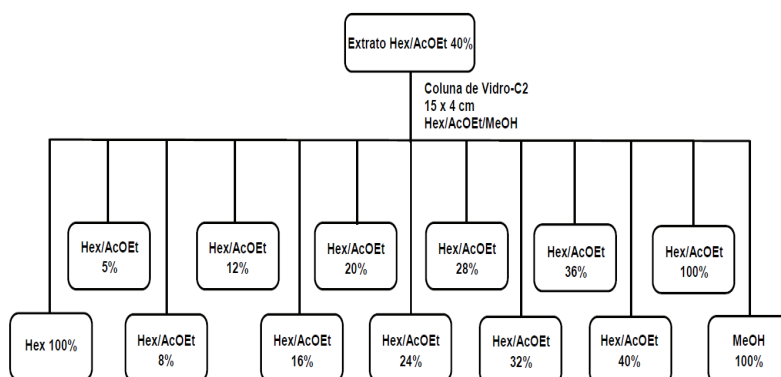 Extrato Hex/AcOEt 40%
Coluna de Vidro-C2
15 x 4 cm
Hex/AcOEt/MeOH
Hex/AcOEt
5%
Hex/AcOEt
12%
Hex/AcOEt
20%
Hex/AcOEt
28%
Hex/AcOEt
36%
Hex/AcOEt
100%
Hex 100%
Hex/AcOEt
8%
Hex/AcOEt
16%
Hex/AcOEt
24%
Hex/AcOEt
32%
Hex/AcOEt
40%
MeOH
100%